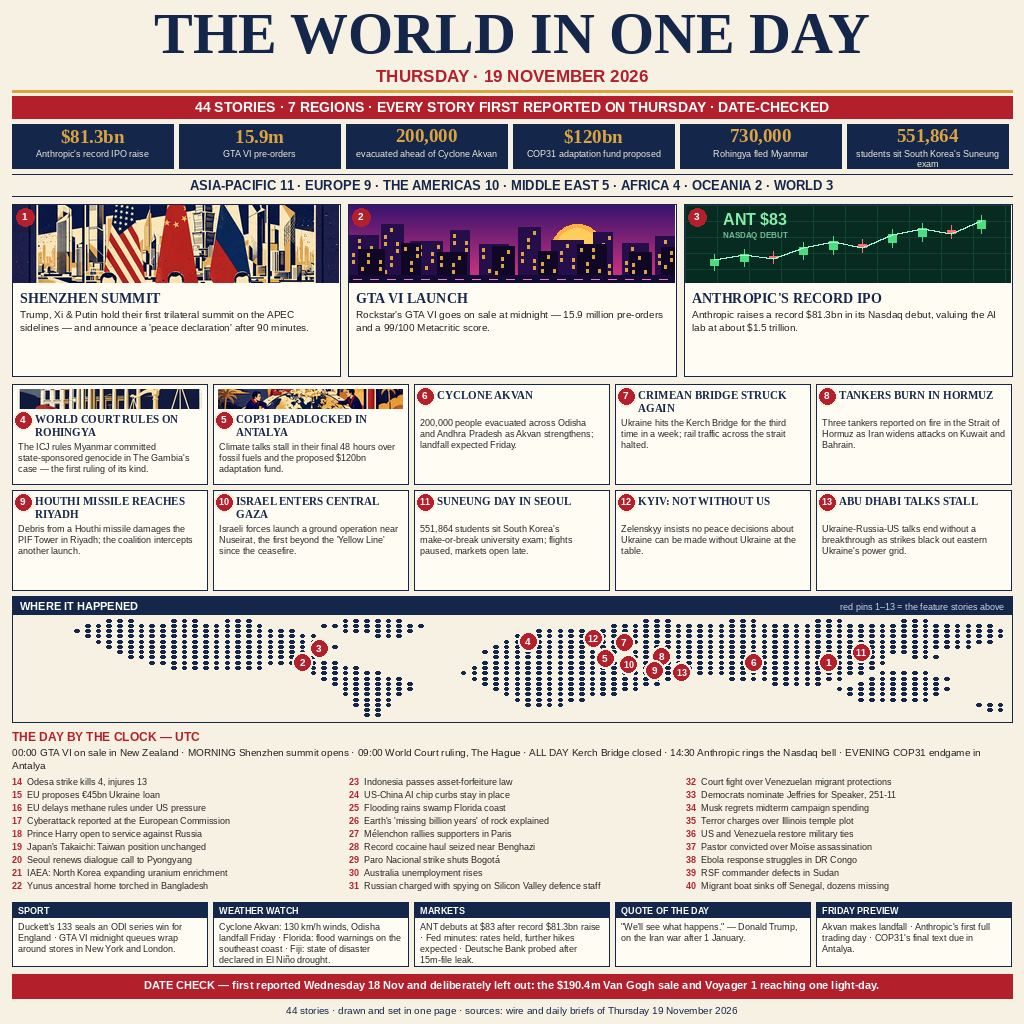 THE WORLD IN ONE DAY
THURSDAY · 19 NOVEMBER 2026
44 STORIES · 7 REGIONS · EVERY STORY FIRST REPORTED ON THURSDAY · DATE-CHECKED
$81.3bn
Anthropic's record IPO raise
15.9m
GTA VI pre-orders
200,000
evacuated ahead of Cyclone Akvan
$120bn
COP31 adaptation fund proposed
730,000
Rohingya fled Myanmar
551,864
students sit South Korea's Suneung
exam
ASIA-PACIFIC 11 · EUROPE 9 · THE AMERICAS 10 · MIDDLE EAST 5 · AFRICA 4 · OCEANIA 2 · WORLD 3
1
SHENZHEN SUMMIT
Trump, Xi & Putin hold their first trilateral summit on the APEC
sidelines — and announce a 'peace declaration' after 90 minutes.
2
GTA VI LAUNCH
Rockstar's GTA VI goes on sale at midnight — 15.9 million pre-orders
and a 99/100 Metacritic score.
3
ANT $83
NASDAQ DEBUT
ANTHROPIC'S RECORD IPO
Anthropic raises a record $81.3bn in its Nasdaq debut, valuing the AI
lab at about $1.5 trillion.
4 WORLD COURT RULES ON
ROHINGYA
The ICJ rules Myanmar committed
state-sponsored genocide in The Gambia's
case — the first ruling of its kind.
5 COP31 DEADLOCKED IN
ANTALYA
Climate talks stall in their final 48 hours over
fossil fuels and the proposed $120bn
adaptation fund.
6 CYCLONE AKVAN
200,000 people evacuated across Odisha
and Andhra Pradesh as Akvan strengthens;
landfall expected Friday.
7 CRIMEAN BRIDGE STRUCK
AGAIN
Ukraine hits the Kerch Bridge for the third
time in a week; rail traffic across the strait
halted.
8 TANKERS BURN IN HORMUZ
Three tankers reported on fire in the Strait of
Hormuz as Iran widens attacks on Kuwait and
Bahrain.
9 HOUTHI MISSILE REACHES
RIYADH
Debris from a Houthi missile damages the
PIF Tower in Riyadh; the coalition intercepts
another launch.
10 ISRAEL ENTERS CENTRAL
GAZA
Israeli forces launch a ground operation near
Nuseirat, the first beyond the 'Yellow Line'
since the ceasefire.
11 SUNEUNG DAY IN SEOUL
551,864 students sit South Korea's
make-or-break university exam; flights
paused, markets open late.
12 KYIV: NOT WITHOUT US
Zelenskyy insists no peace decisions about
Ukraine can be made without Ukraine at the
table.
13 ABU DHABI TALKS STALL
Ukraine-Russia-US talks end without a
breakthrough as strikes black out eastern
Ukraine's power grid.
WHERE IT HAPPENED
red pins 1–13 = the feature stories above
2
3
4
12
5
7
10
8
9
13
6
1
11
THE DAY BY THE CLOCK — UTC
00:00 GTA VI on sale in New Zealand · MORNING Shenzhen summit opens · 09:00 World Court ruling, The Hague · ALL DAY Kerch Bridge closed · 14:30 Anthropic rings the Nasdaq bell · EVENING COP31 endgame in
Antalya
14 Odesa strike kills 4, injures 13
15 EU proposes €45bn Ukraine loan
16 EU delays methane rules under US pressure
17 Cyberattack reported at the European Commission
18 Prince Harry open to service against Russia
19 Japan's Takaichi: Taiwan position unchanged
20 Seoul renews dialogue call to Pyongyang
21 IAEA: North Korea expanding uranium enrichment
22 Yunus ancestral home torched in Bangladesh
23 Indonesia passes asset-forfeiture law
24 US-China AI chip curbs stay in place
25 Flooding rains swamp Florida coast
26 Earth's 'missing billion years' of rock explained
27 Mélenchon rallies supporters in Paris
28 Record cocaine haul seized near Benghazi
29 Paro Nacional strike shuts Bogotá
30 Australia unemployment rises
31 Russian charged with spying on Silicon Valley defence staff
32 Court fight over Venezuelan migrant protections
33 Democrats nominate Jeffries for Speaker, 251-11
34 Musk regrets midterm campaign spending
35 Terror charges over Illinois temple plot
36 US and Venezuela restore military ties
37 Pastor convicted over Moïse assassination
38 Ebola response struggles in DR Congo
39 RSF commander defects in Sudan
40 Migrant boat sinks off Senegal, dozens missing
SPORT
Duckett's 133 seals an ODI series win for
England · GTA VI midnight queues wrap
around stores in New York and London.
WEATHER WATCH
Cyclone Akvan: 130 km/h winds, Odisha
landfall Friday · Florida: flood warnings on the
southeast coast · Fiji: state of disaster
declared in El Niño drought.
MARKETS
ANT debuts at $83 after record $81.3bn raise
· Fed minutes: rates held, further hikes
expected · Deutsche Bank probed after
15m-file leak.
QUOTE OF THE DAY
"We'll see what happens." — Donald Trump,
on the Iran war after 1 January.
FRIDAY PREVIEW
Akvan makes landfall · Anthropic's first full
trading day · COP31's final text due in
Antalya.
DATE CHECK — first reported Wednesday 18 Nov and deliberately left out: the $190.4m Van Gogh sale and Voyager 1 reaching one light-day.
44 stories · drawn and set in one page · sources: wire and daily briefs of Thursday 19 November 2026